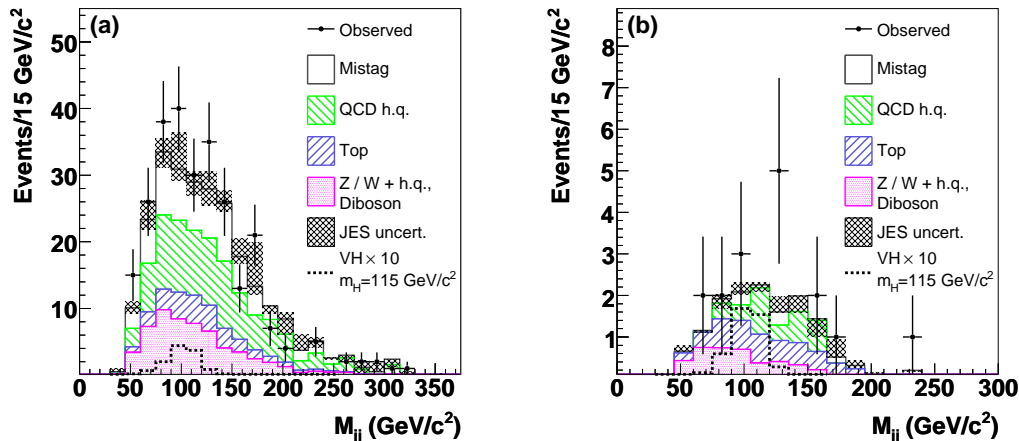 (a)
Events/15 GeV/c²
50
40
30
20
10
0 50 100 150 200 250 300 350
M_jj (GeV/c²)
Observed
Mistag
QCD h.q.
Top
Z / W + h.q.,
Diboson
JES uncert.
VH × 10
m_H=115 GeV/c²
(b)
Events/15 GeV/c²
8
7
6
5
4
3
2
1
0 50 100 150 200 250 300
M_jj (GeV/c²)
Observed
Mistag
QCD h.q.
Top
Z / W + h.q.,
Diboson
JES uncert.
VH × 10
m_H=115 GeV/c²